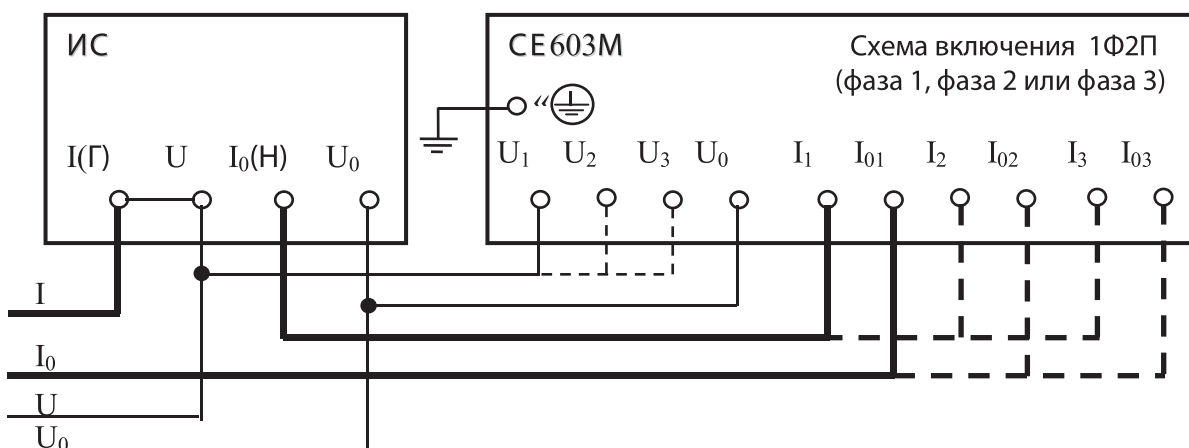 ИС
СЕ603М
Схема включения 1Ф2П
(фаза 1, фаза 2 или фаза 3)
“
I(Г) U I₀(Н) U₀
U₁ U₂ U₃ U₀ I₁ I₀₁ I₂ I₀₂ I₃ I₀₃
I
I₀
U
U₀